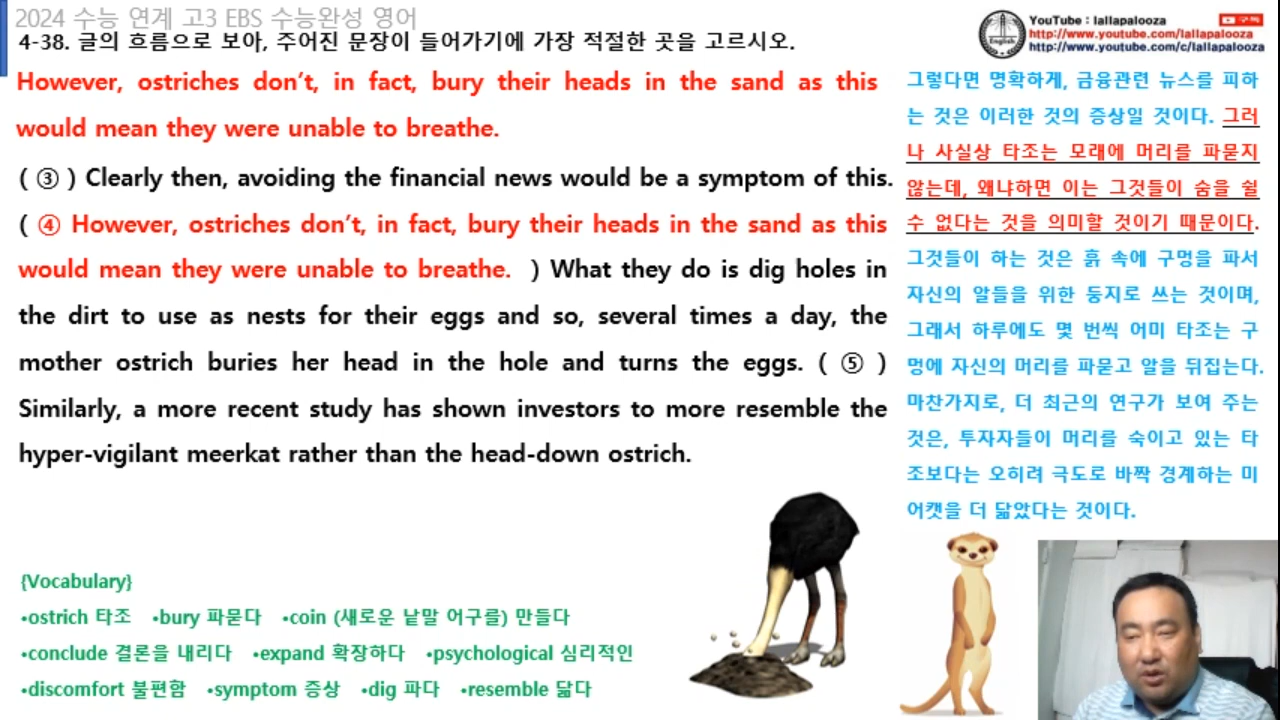 2024 수능 연계 고3 EBS 수능완성 영어
4-38. 글의 흐름으로 보아, 주어진 문장이 들어가기에 가장 적절한 곳을 고르시오.
However, ostriches don’t, in fact, bury their heads in the sand as this
would mean they were unable to breathe.
( ③ ) Clearly then, avoiding the financial news would be a symptom of this.
( ④ However, ostriches don’t, in fact, bury their heads in the sand as this
would mean they were unable to breathe. ) What they do is dig holes in
the dirt to use as nests for their eggs and so, several times a day, the
mother ostrich buries her head in the hole and turns the eggs. ( ⑤ )
Similarly, a more recent study has shown investors to more resemble the
hyper-vigilant meerkat rather than the head-down ostrich.
{Vocabulary}
•ostrich 타조 •bury 파묻다 •coin (새로운 낱말 어구를) 만들다
•conclude 결론을 내리다 •expand 확장하다 •psychological 심리적인
•discomfort 불편함 •symptom 증상 •dig 파다 •resemble 닮다
English
YouTube : lallapalooza
구독
http://www.youtube.com/lallapalooza
http://www.youtube.com/c/lallapalooza
그렇다면 명확하게, 금융관련 뉴스를 피하
는 것은 이러한 것의 증상일 것이다. 그러
나 사실상 타조는 모래에 머리를 파묻지
않는데, 왜냐하면 이는 그것들이 숨을 쉴
수 없다는 것을 의미할 것이기 때문이다.
그것들이 하는 것은 흙 속에 구멍을 파서
자신의 알들을 위한 둥지로 쓰는 것이며,
그래서 하루에도 몇 번씩 어미 타조는 구
멍에 자신의 머리를 파묻고 알을 뒤집는다.
마찬가지로, 더 최근의 연구가 보여 주는
것은, 투자자들이 머리를 숙이고 있는 타
조보다는 오히려 극도로 바짝 경계하는 미
어캣을 더 닮았다는 것이다.